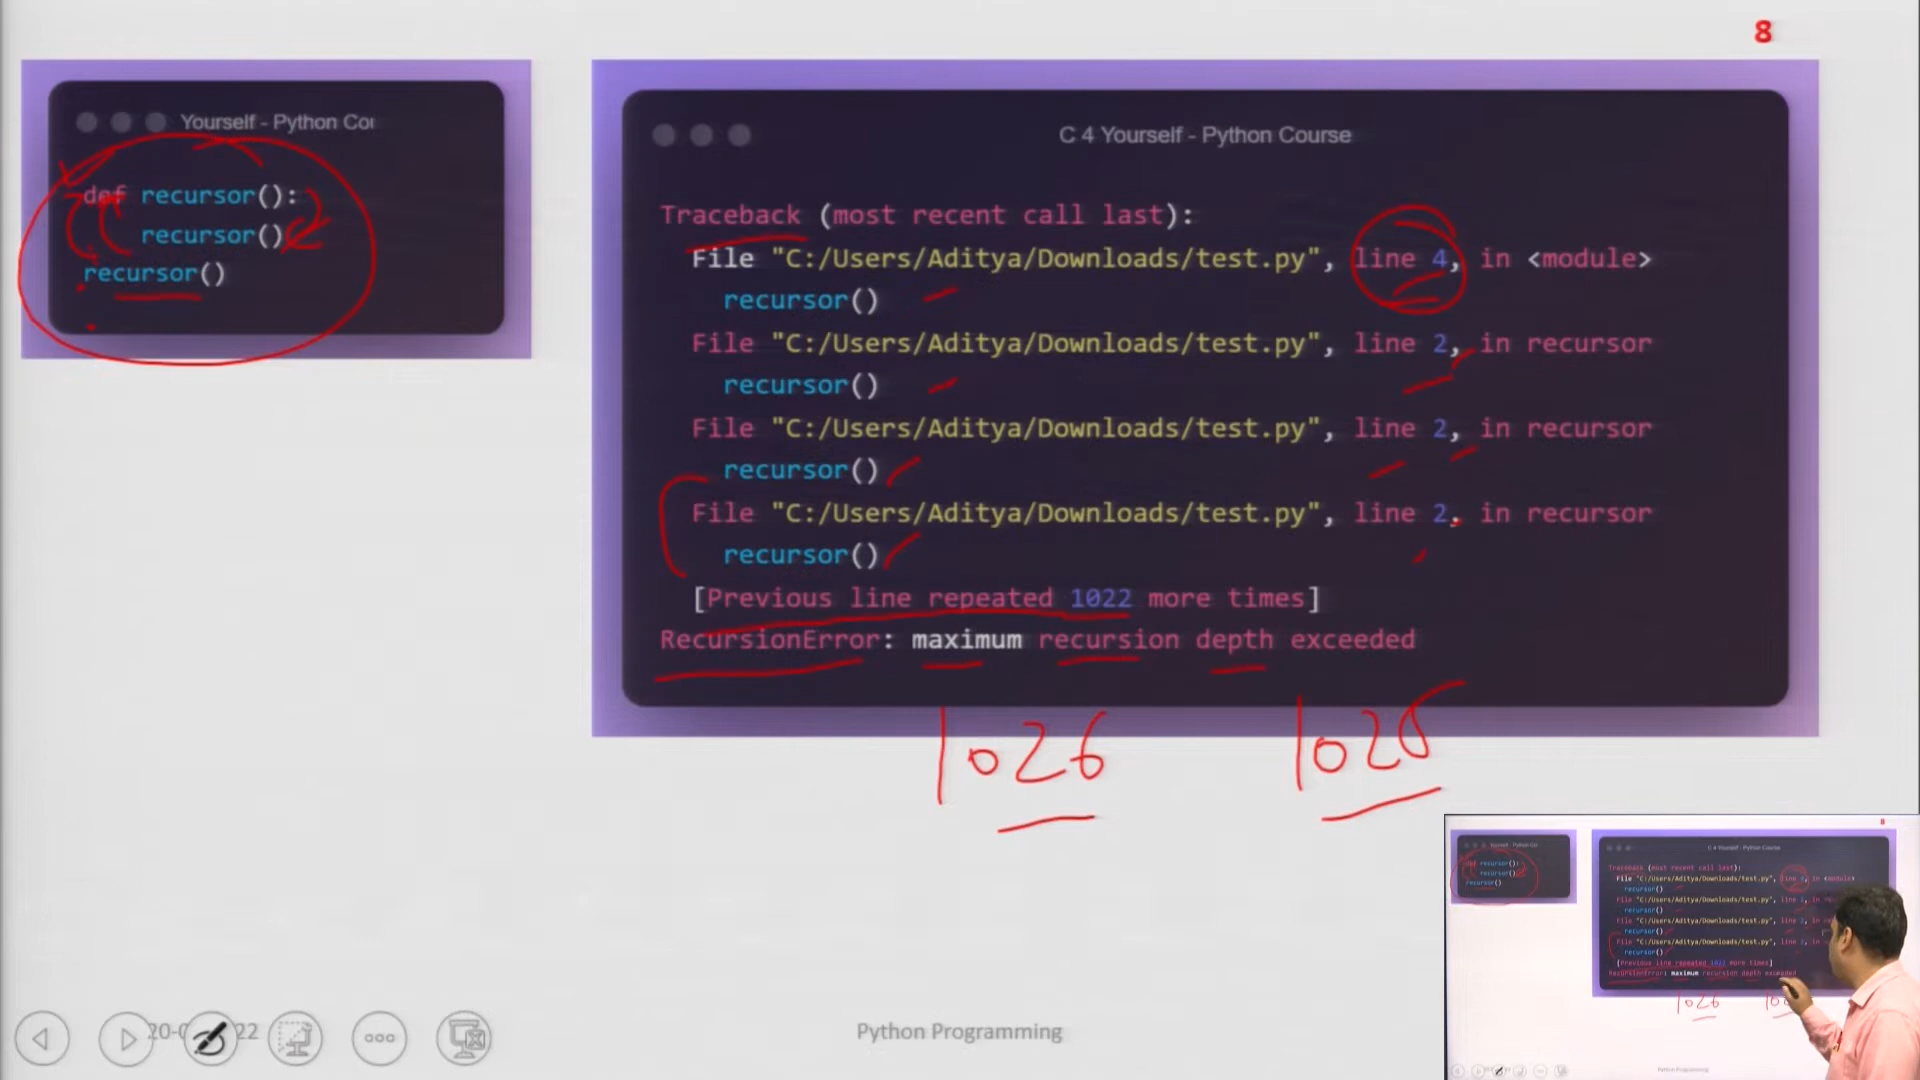 8
Yourself - Python Cou
def recursor():
recursor()
recursor()
C 4 Yourself - Python Course
Traceback (most recent call last):
File "C:/Users/Aditya/Downloads/test.py", line 4, in <module>
recursor()
File "C:/Users/Aditya/Downloads/test.py", line 2, in recursor
recursor()
File "C:/Users/Aditya/Downloads/test.py", line 2, in recursor
recursor()
File "C:/Users/Aditya/Downloads/test.py", line 2, in recursor
recursor()
[Previous line repeated 1022 more times]
RecursionError: maximum recursion depth exceeded
1026 1025
Python Programming